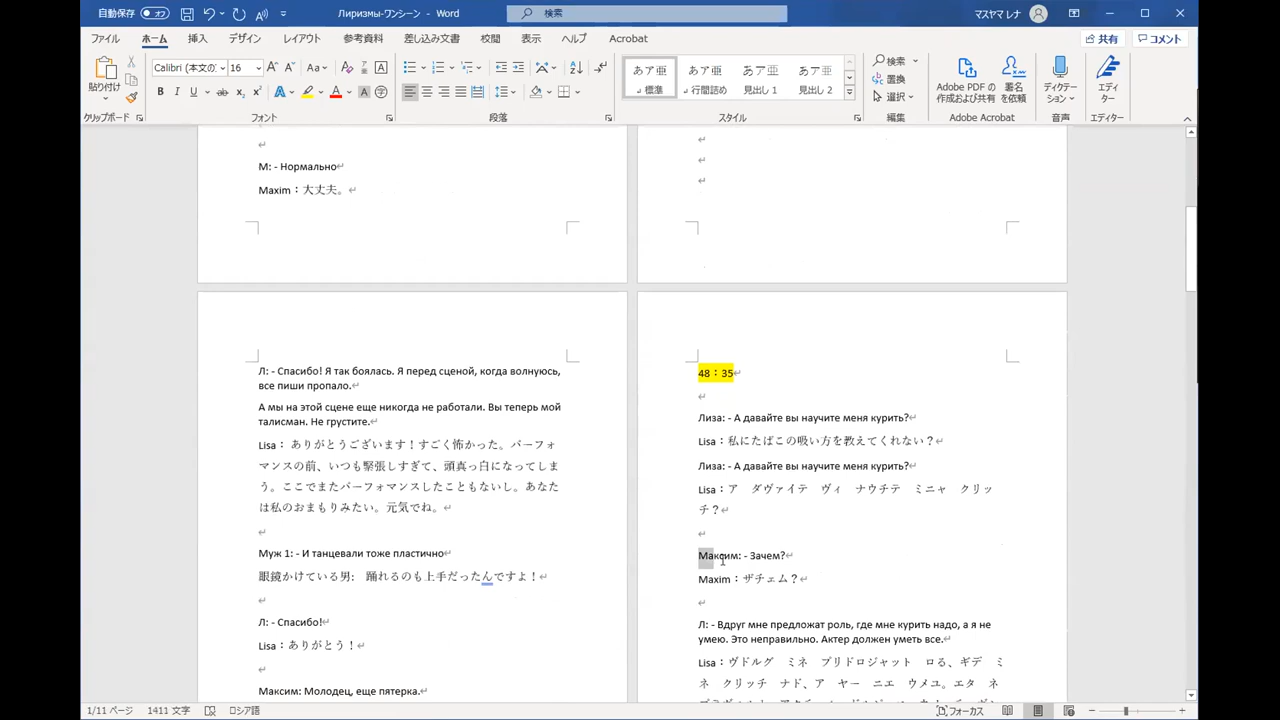 自動保存 オフ
Лиризмы-ワンシーン - Word
検索
マスヤマ レナ
ファイル ホーム 挿入 デザイン レイアウト 参考資料 差し込み文書 校閲 表示 ヘルプ Acrobat
共有 コメント
Calibri (本文の 16
貼り付け
検索
置換
選択
あア亜 あア亜 あア亜 あア亜
標準 行間詰め 見出し 1 見出し 2
Adobe PDF の
作成および共有
署名
を依頼
ディクテー
ション
エディ
ター
クリップボード フォント 段落 スタイル 編集 Adobe Acrobat 音声 エディター
М: - Нормально
Maxim：大丈夫。
Л: - Спасибо! Я так боялась. Я перед сценой, когда волнуюсь,
все пиши пропало.
А мы на этой сцене еще никогда не работали. Вы теперь мой
талисман. Не грустите.
Lisa： ありがとうございます！すごく怖かった。パーフォ
マンスの前、いつも緊張しすぎて、頭真っ白になってしま
う。ここでまたパーフォマンスしたこともないし。あなた
は私のおまもりみたい。元気でね。
Муж 1: - И танцевали тоже пластично
眼鏡かけている男: 踊れるのも上手だったんですよ！
Л: - Спасибо!
Lisa：ありがとう！
Максим: Молодец, еще пятерка.
48：35
Лиза: - А давайте вы научите меня курить?
Lisa：私にたばこの吸い方を教えてくれない？
Лиза: - А давайте вы научите меня курить?
Lisa：ア　ダヴァイテ　ヴィ　ナウチテ　ミニャ　クリッ
チ？
Максим: - Зачем?
Maxim：ザチェム？
Л: - Вдруг мне предложат роль, где мне курить надо, а я не
умею. Это неправильно. Актер должен уметь все.
Lisa：ヴドルグ　ミネ　プリドロジャット　ロる、ギデ　ミ
ネ　クリッチ　ナド、ア　ヤー　ニエ　ウメユ。エタ　ネ
1/11 ページ 1411 文字 ロシア語
フォーカス